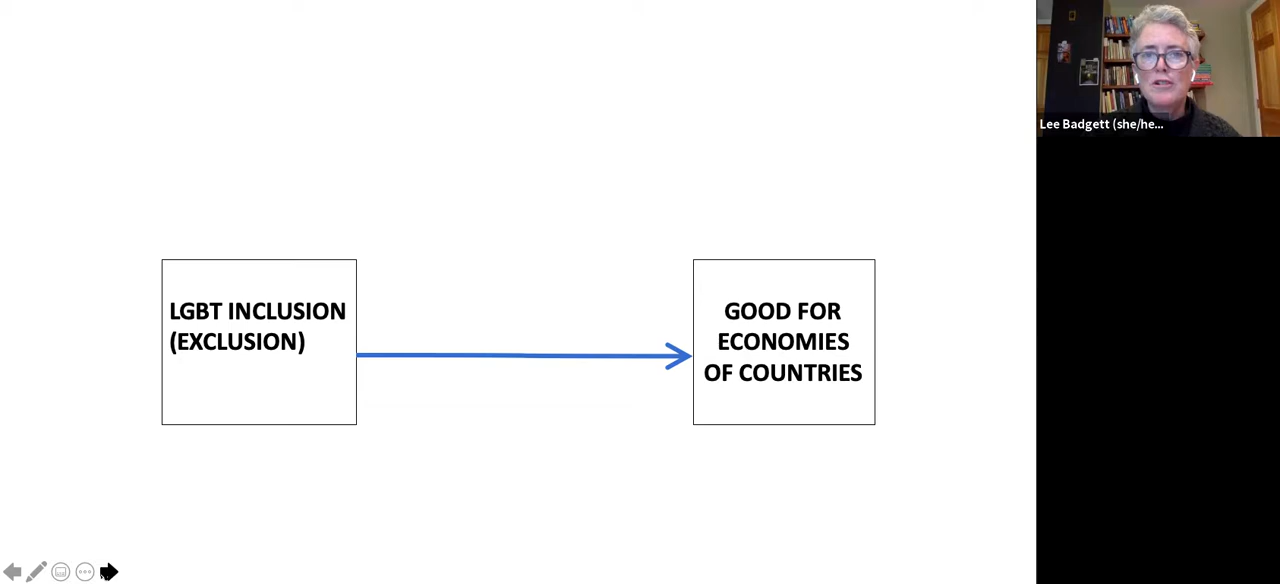 LGBT INCLUSION
(EXCLUSION)
GOOD FOR
ECONOMIES
OF COUNTRIES
Lee Badgett (she/he...